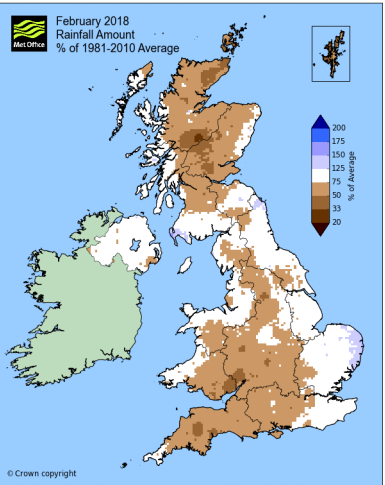 February 2018
Rainfall Amount
% of 1981-2010 Average
Met Office
200
175
150
125
75
50
33
20
% of Average
© Crown copyright